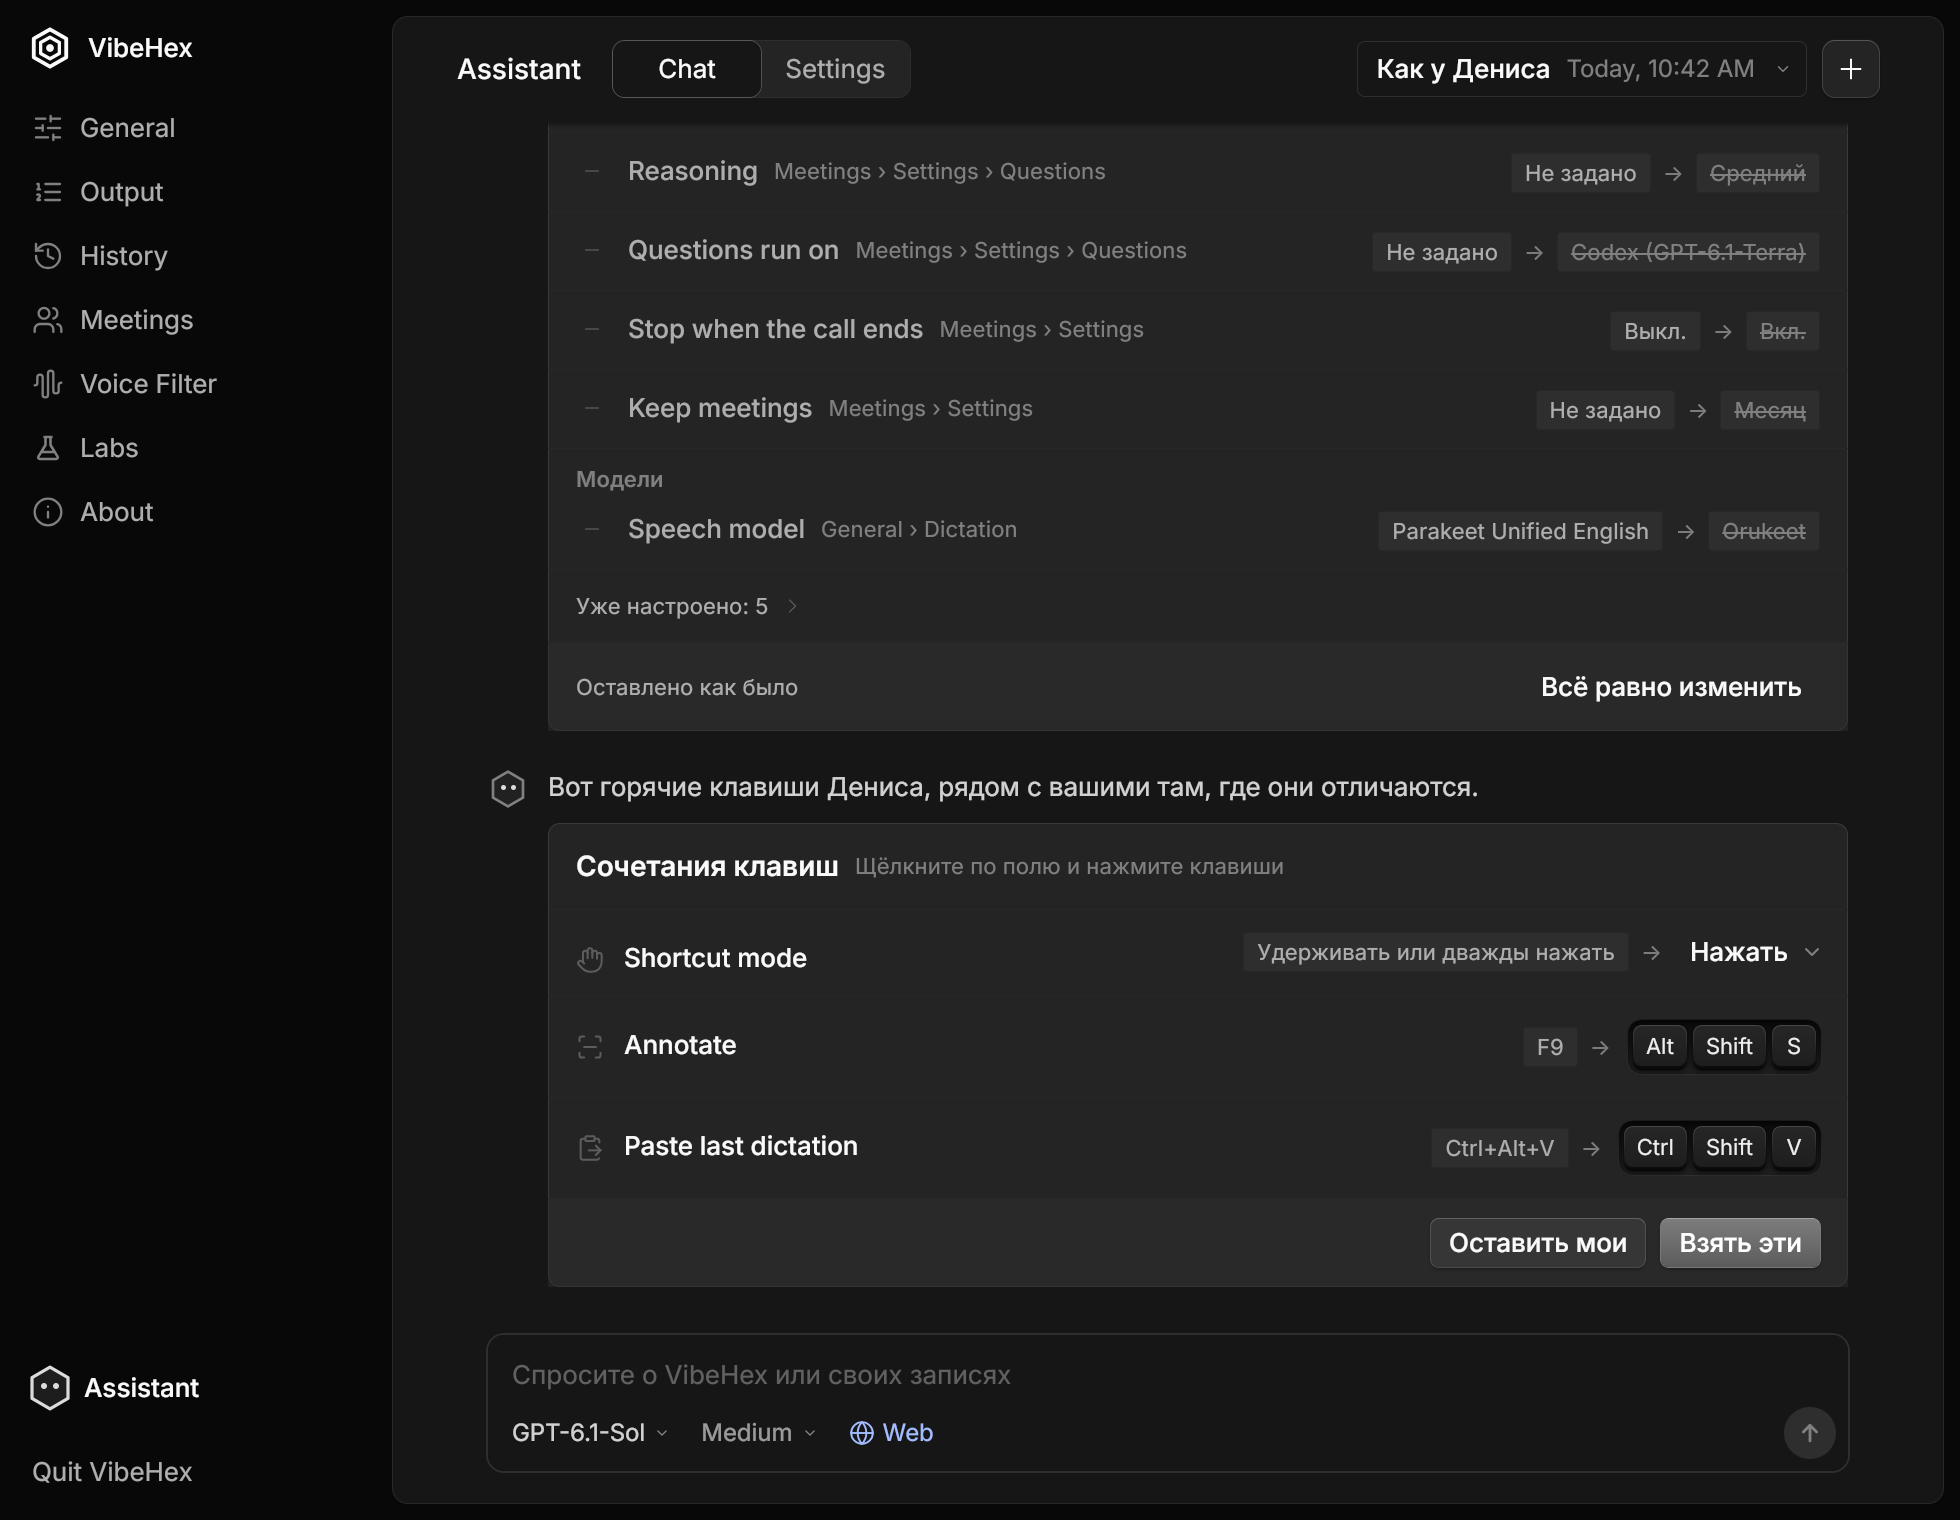 VibeHex
General
Output
History
Meetings
Voice Filter
Labs
About
Assistant
Quit VibeHex
Assistant Chat Settings Как у Дениса Today, 10:42 AM
Reasoning Meetings › Settings › Questions Не задано → Средний
Questions run on Meetings › Settings › Questions Не задано → Codex (GPT-6.1-Terra)
Stop when the call ends Meetings › Settings Выкл. → Вкл.
Keep meetings Meetings › Settings Не задано → Месяц
Модели
Speech model General › Dictation Parakeet Unified English → Orukeet
Уже настроено: 5
Оставлено как было Всё равно изменить
Вот горячие клавиши Дениса, рядом с вашими там, где они отличаются.
Сочетания клавиш Щёлкните по полю и нажмите клавиши
Shortcut mode Удерживать или дважды нажать → Нажать
Annotate F9 → Alt Shift S
Paste last dictation Ctrl+Alt+V → Ctrl Shift V
Оставить мои Взять эти
Спросите о VibeHex или своих записях
GPT-6.1-Sol Medium Web